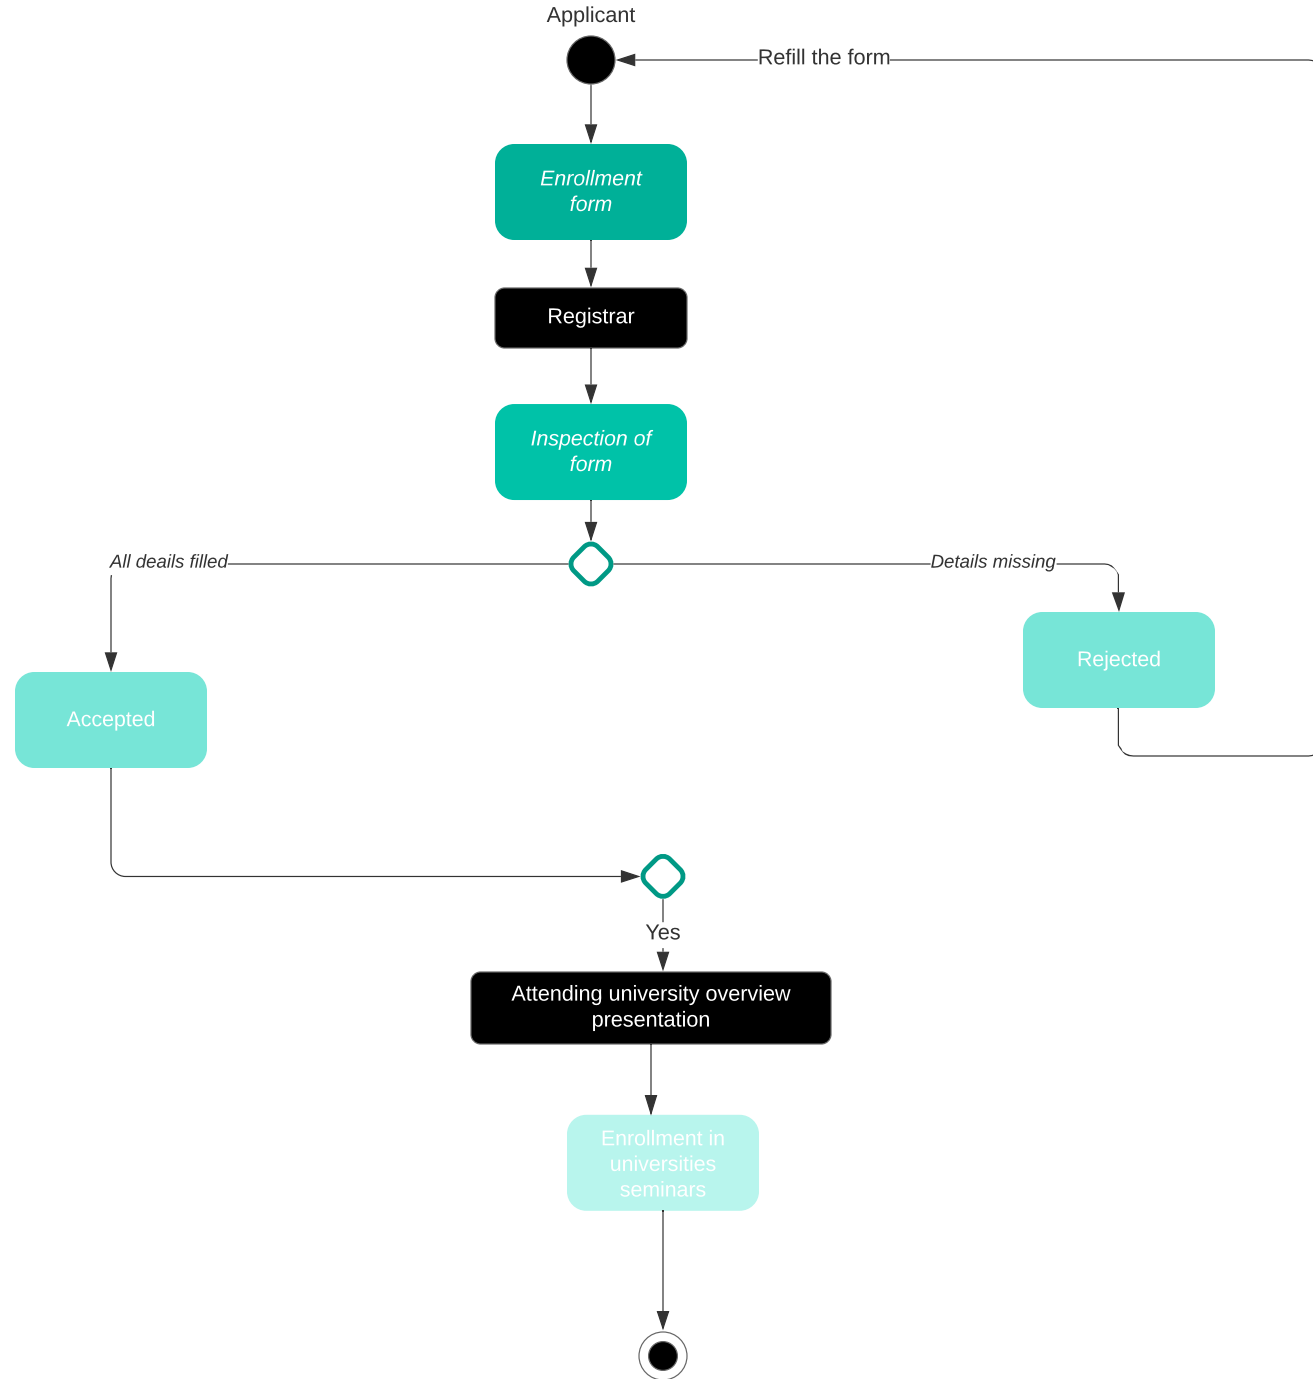 Applicant
Refill the form
Enrollment
form
Registrar
Inspection of
form
All deails filled
Details missing
Rejected
Accepted
Yes
Attending university overview
presentation
Enrollment in
universities
seminars